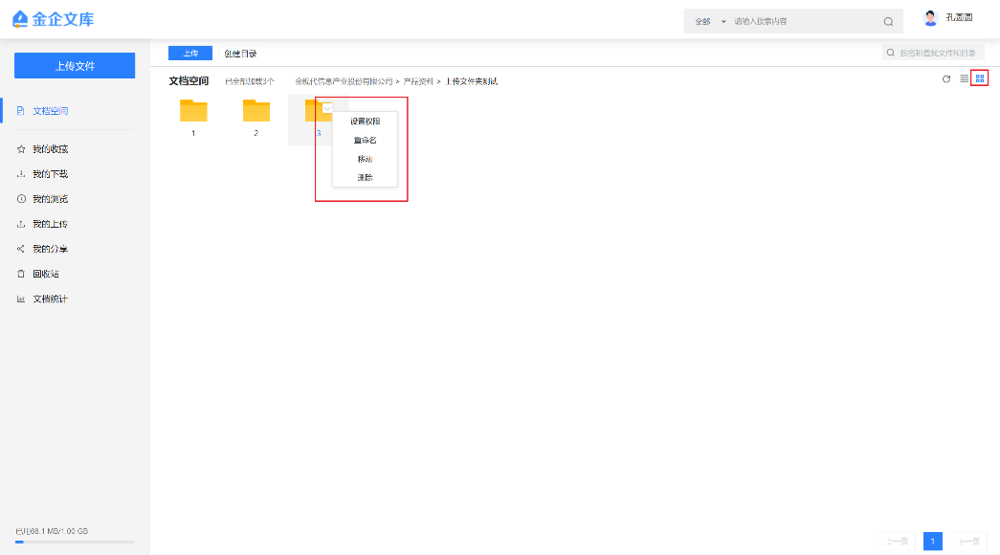 金企文库
全部
请输入搜索内容
孔圆圆
上传文件
上传
创建目录
按名称查找文件和目录
文档空间
已全部加载3个
金现代信息产业股份有限公司 > 产品资料 > 上传文件夹测试
文档空间
我的收藏
我的下载
我的浏览
我的上传
我的分享
回收站
文档统计
1
2
3
设置权限
重命名
移动
删除
已用68.1 MB/1.00 GB
上一页
1
下一页